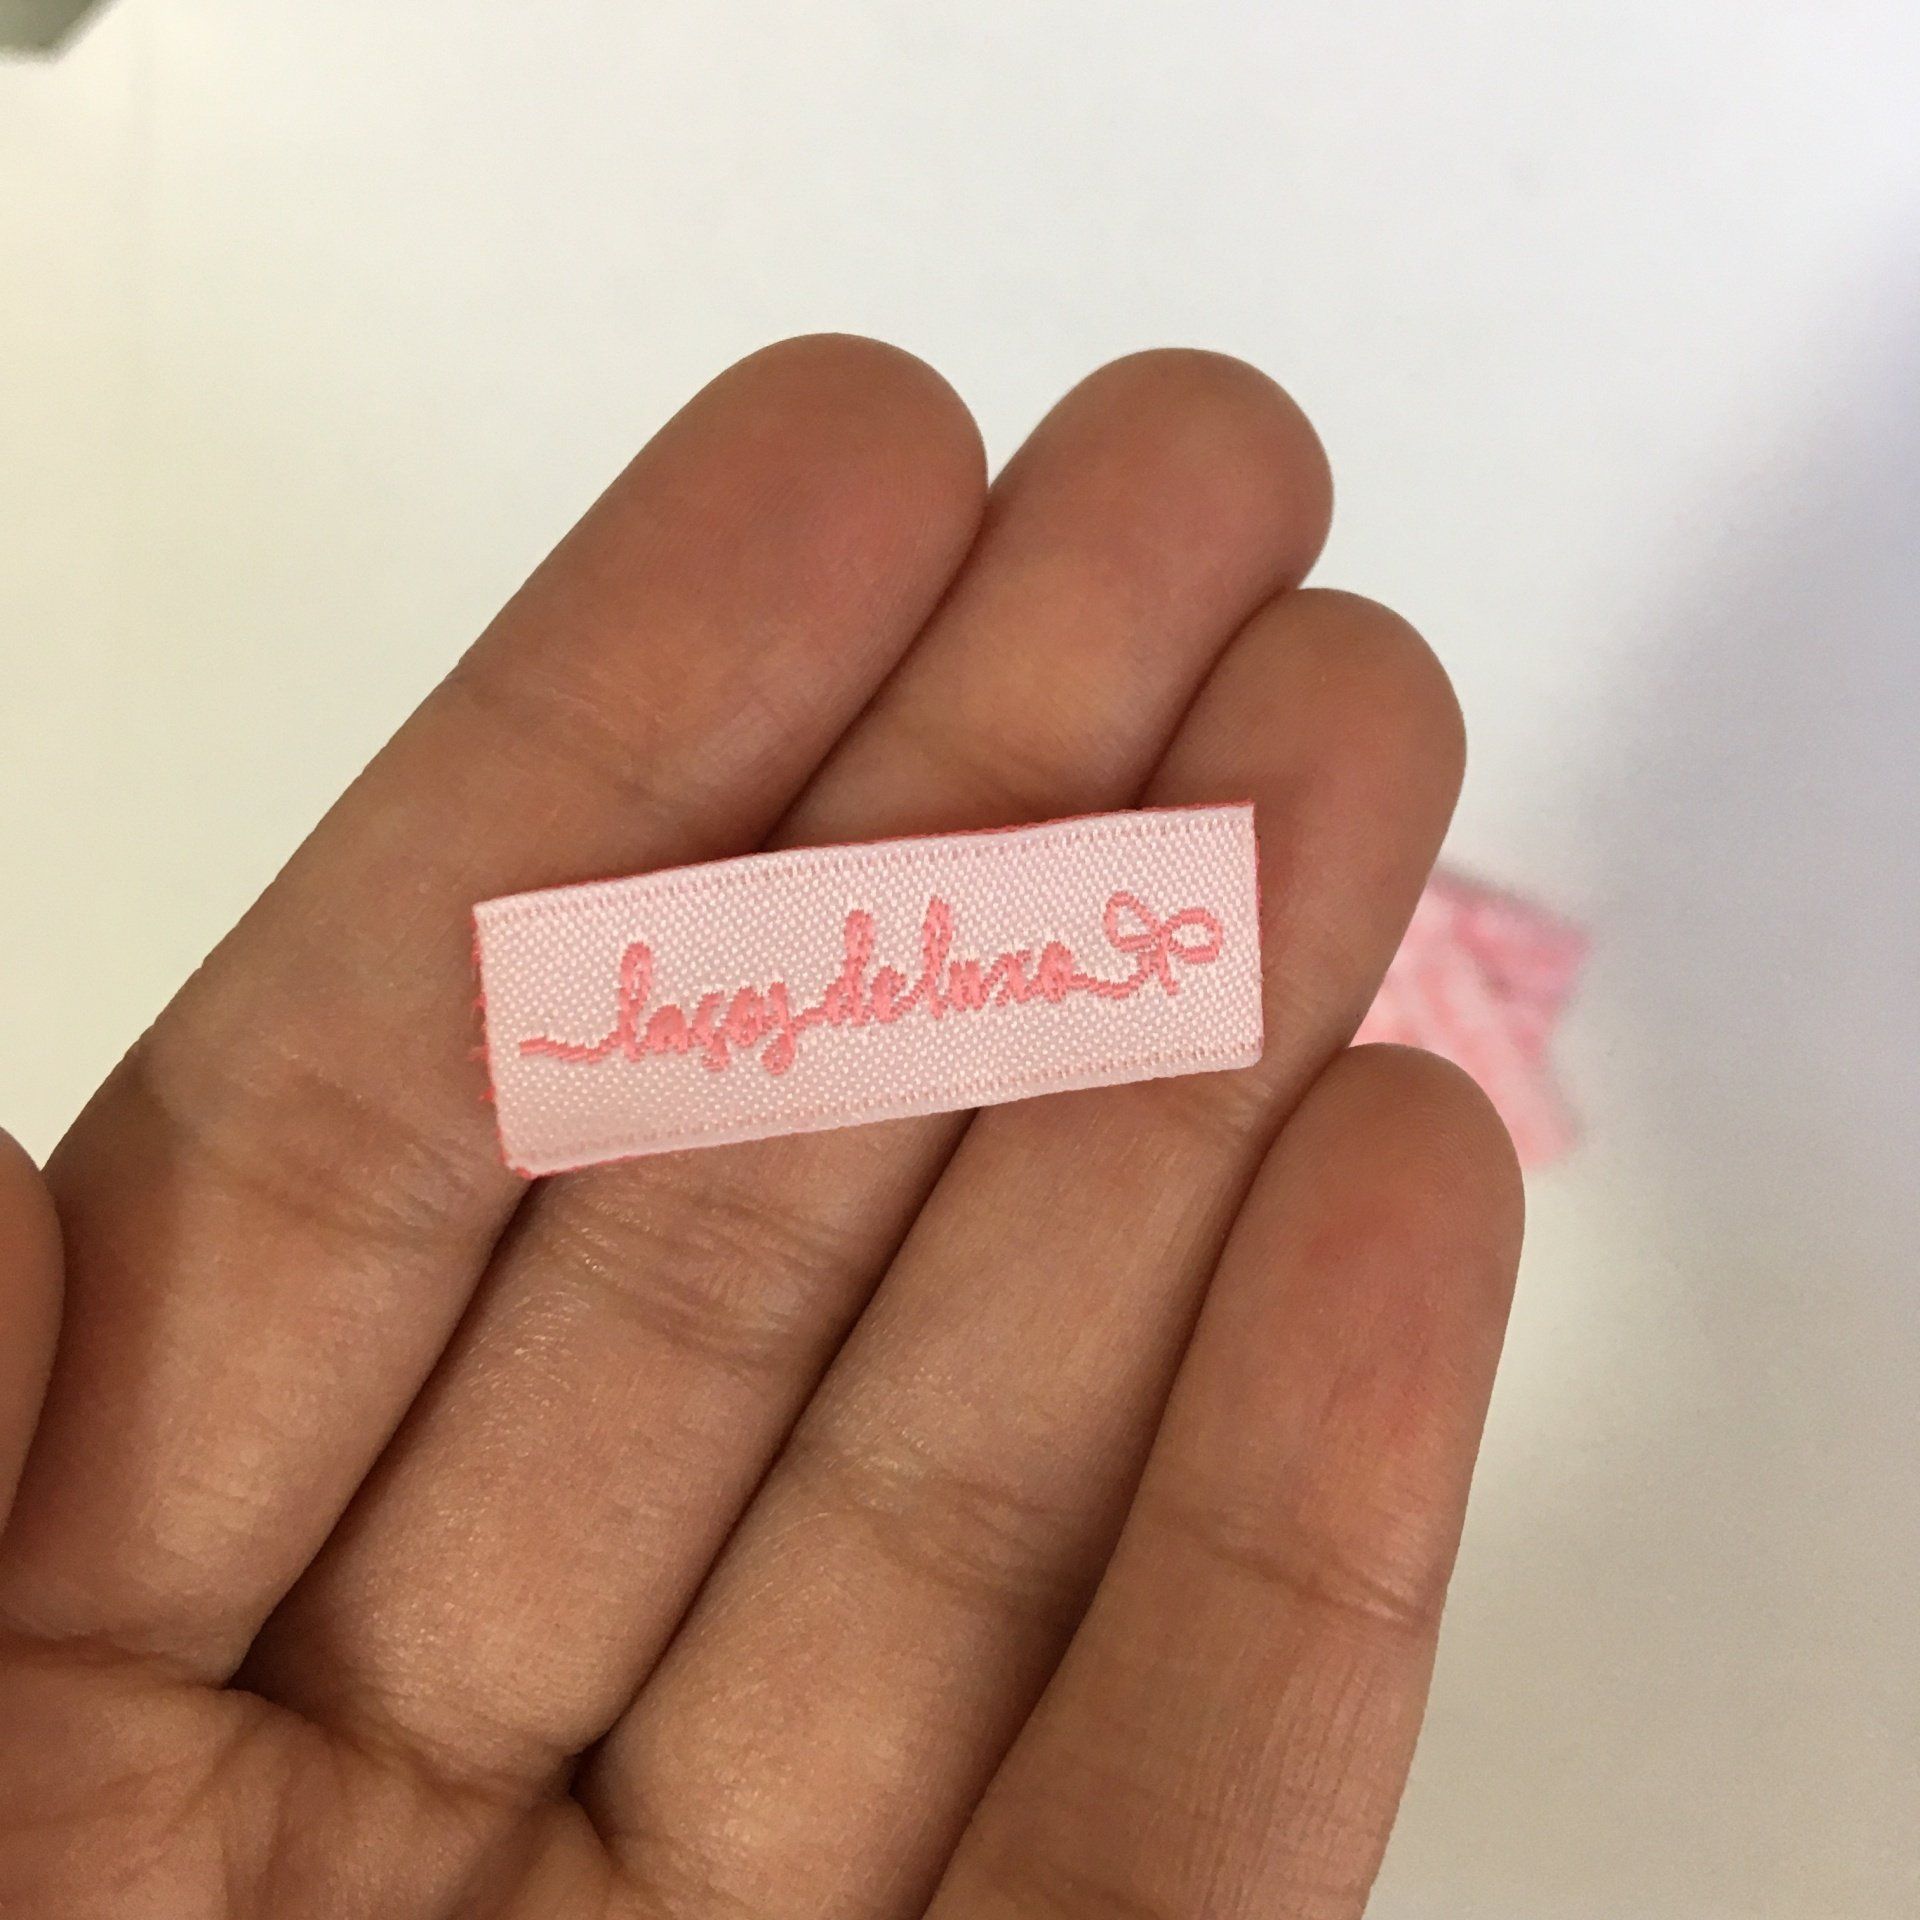 laços de luxo